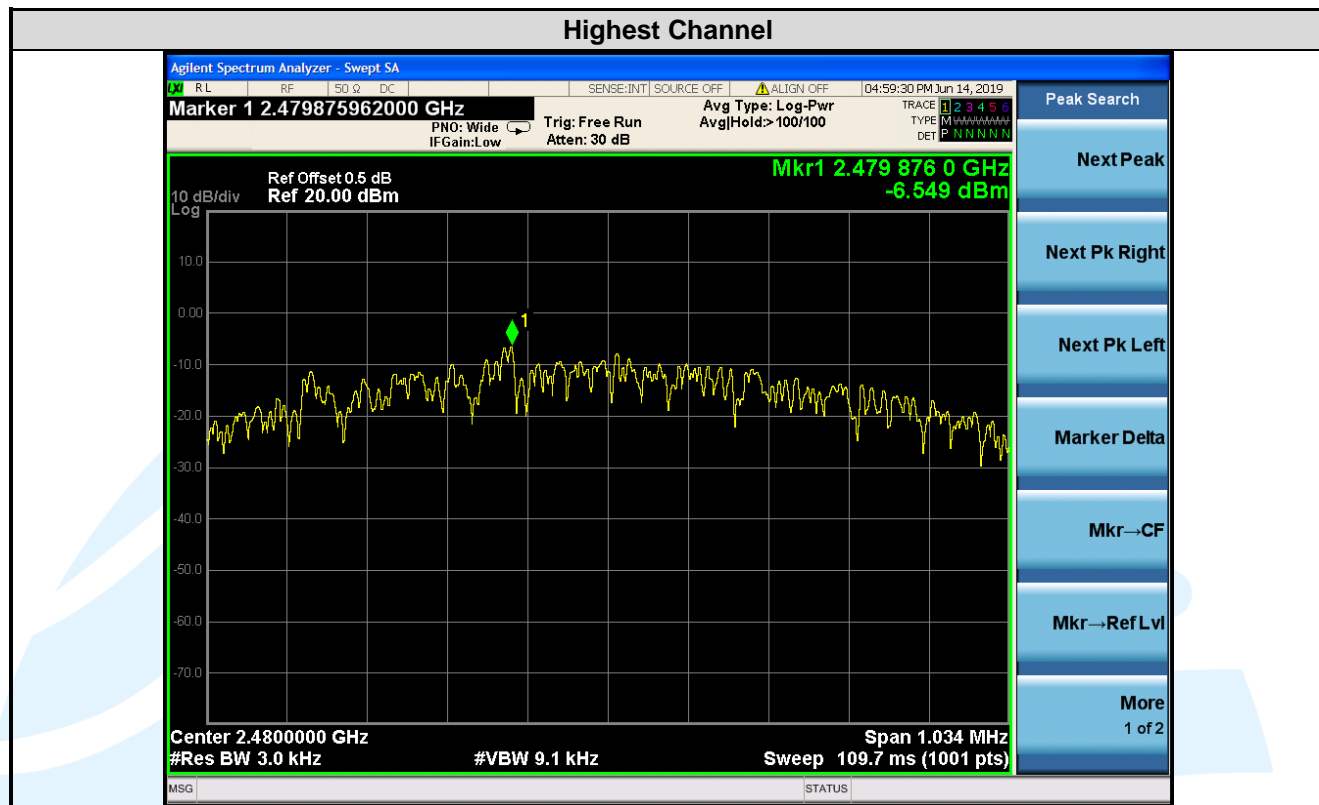 Highest Channel
Agilent Spectrum Analyzer - Swept SA
LXI RL RF 50 Ω DC SENSE:INT SOURCE OFF ALIGN OFF 04:59:30 PM Jun 14, 2019
Marker 1 2.479875962000 GHz
PNO: Wide
IFGain:Low
Trig: Free Run
Atten: 30 dB
Avg Type: Log-Pwr
Avg|Hold:>100/100
TRACE 1 2 3 4 5 6
TYPE M
DET P N N N N N
Peak Search
Next Peak
Next Pk Right
Next Pk Left
Marker Delta
Mkr→CF
Mkr→Ref Lvl
More
1 of 2
Mkr1 2.479 876 0 GHz
-6.549 dBm
Ref Offset 0.5 dB
10 dB/div Ref 20.00 dBm
Log
10.0
0.00
-10.0
-20.0
-30.0
-40.0
-50.0
-60.0
-70.0
1
Center 2.4800000 GHz Span 1.034 MHz
#Res BW 3.0 kHz #VBW 9.1 kHz Sweep 109.7 ms (1001 pts)
MSG STATUS